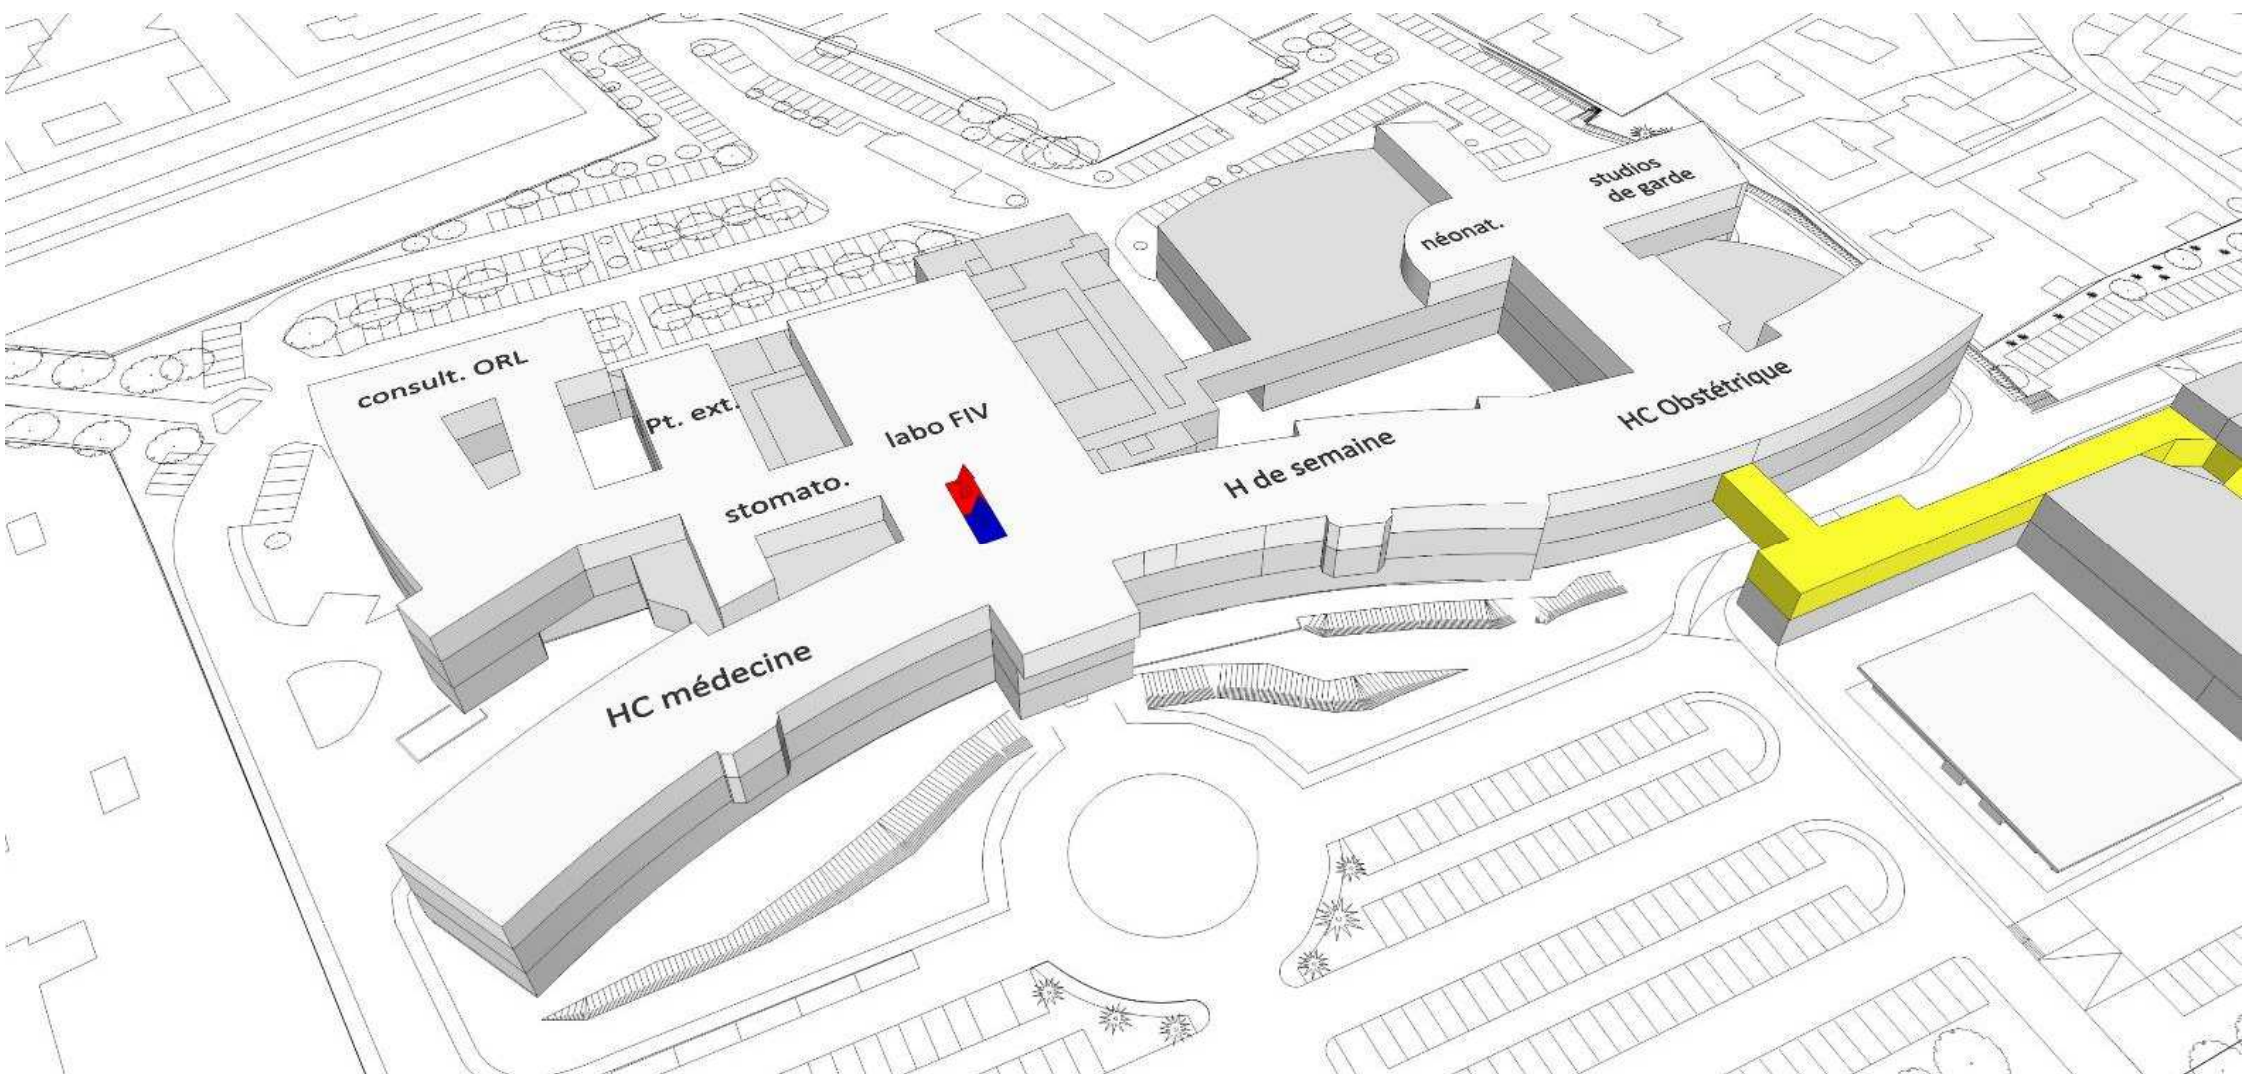 studios
de garde
néonat.
consult. ORL
Pt. ext.
labo FIV
HC Obstétrique
H de semaine
stomato.
HC médecine